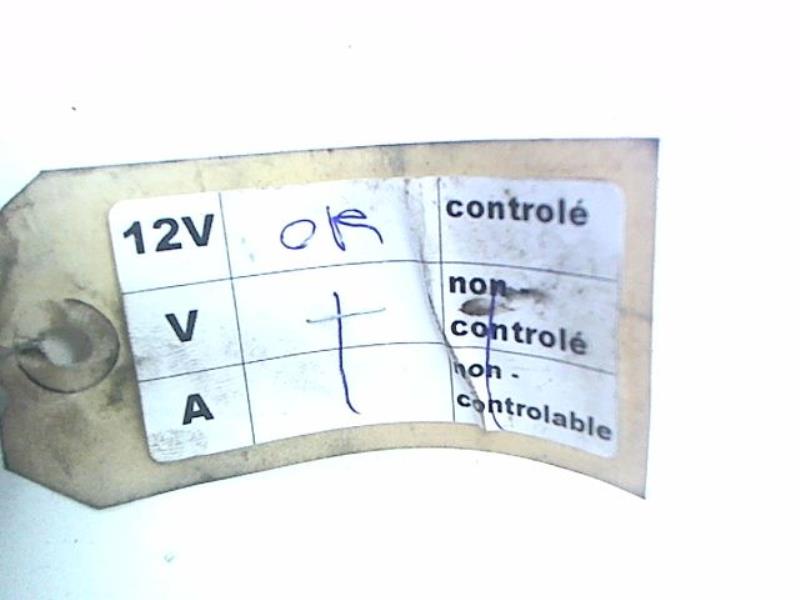 12V OK controlé
V non -
controlé
A non -
controlable